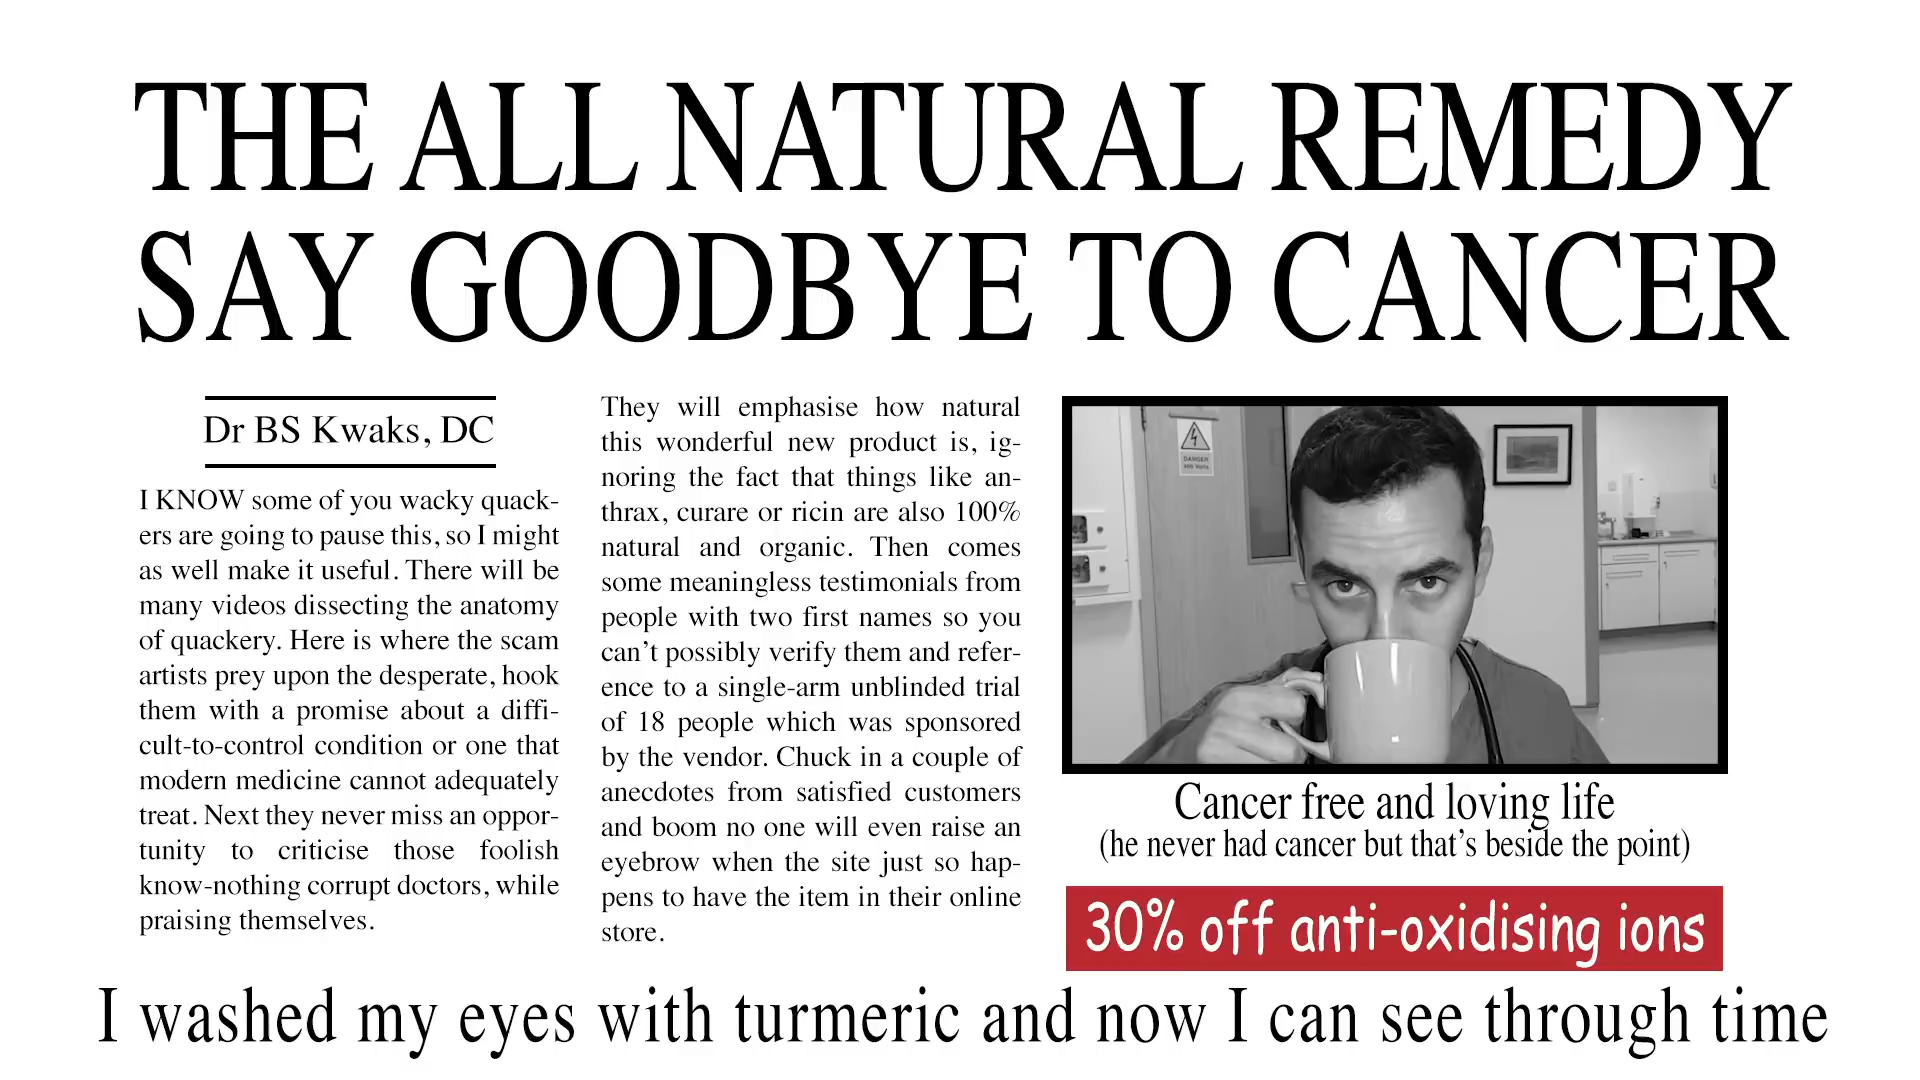 THE ALL NATURAL REMEDY
SAY GOODBYE TO CANCER
Dr BS Kwaks, DC
I KNOW some of you wacky quack-
ers are going to pause this, so I might
as well make it useful. There will be
many videos dissecting the anatomy
of quackery. Here is where the scam
artists prey upon the desperate, hook
them with a promise about a diffi-
cult-to-control condition or one that
modern medicine cannot adequately
treat. Next they never miss an oppor-
tunity to criticise those foolish
know-nothing corrupt doctors, while
praising themselves.
They will emphasise how natural
this wonderful new product is, ig-
noring the fact that things like an-
thrax, curare or ricin are also 100%
natural and organic. Then comes
some meaningless testimonials from
people with two first names so you
can't possibly verify them and refer-
ence to a single-arm unblinded trial
of 18 people which was sponsored
by the vendor. Chuck in a couple of
anecdotes from satisfied customers
and boom no one will even raise an
eyebrow when the site just so hap-
pens to have the item in their online
store.
DANGER
400 Volts
Cancer free and loving life
(he never had cancer but that's beside the point)
30% off anti-oxidising ions
I washed my eyes with turmeric and now I can see through time